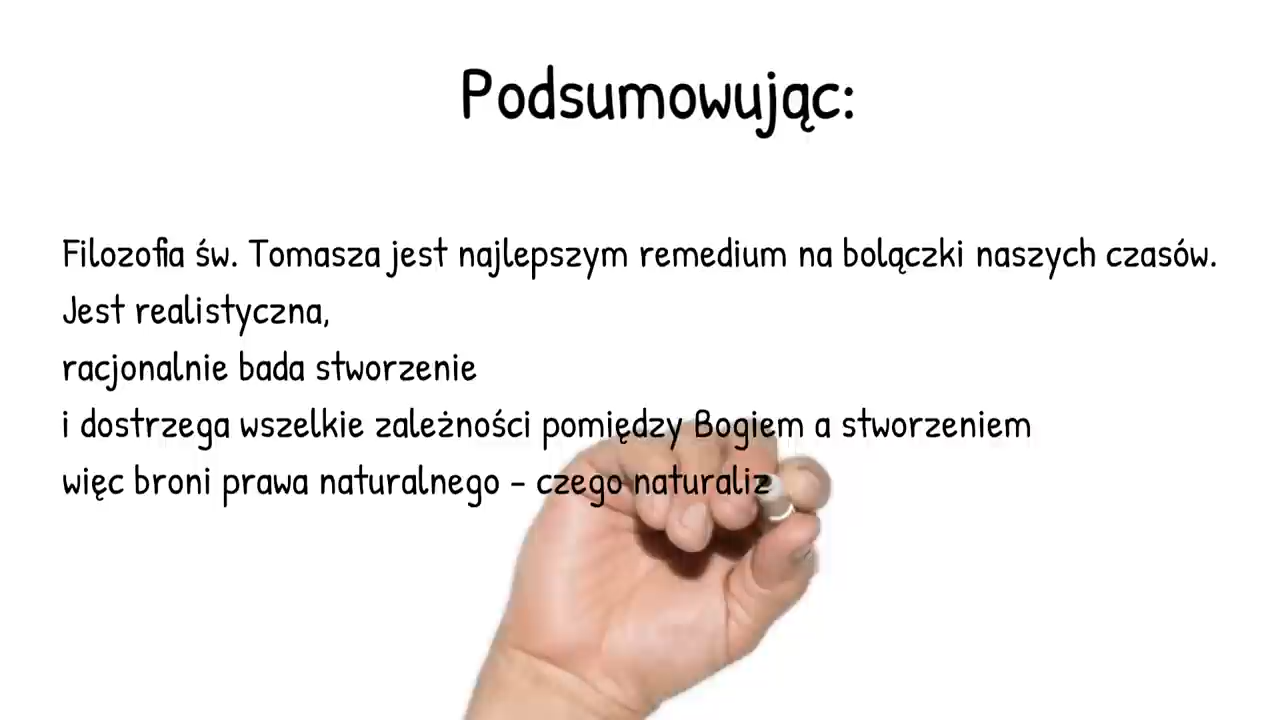 Podsumowując:
Filozofia św. Tomasza jest najlepszym remedium na bolączki naszych czasów.
Jest realistyczna,
racjonalnie bada stworzenie
i dostrzega wszelkie zależności pomiędzy Bogiem a stworzeniem
więc broni prawa naturalnego - czego naturaliz